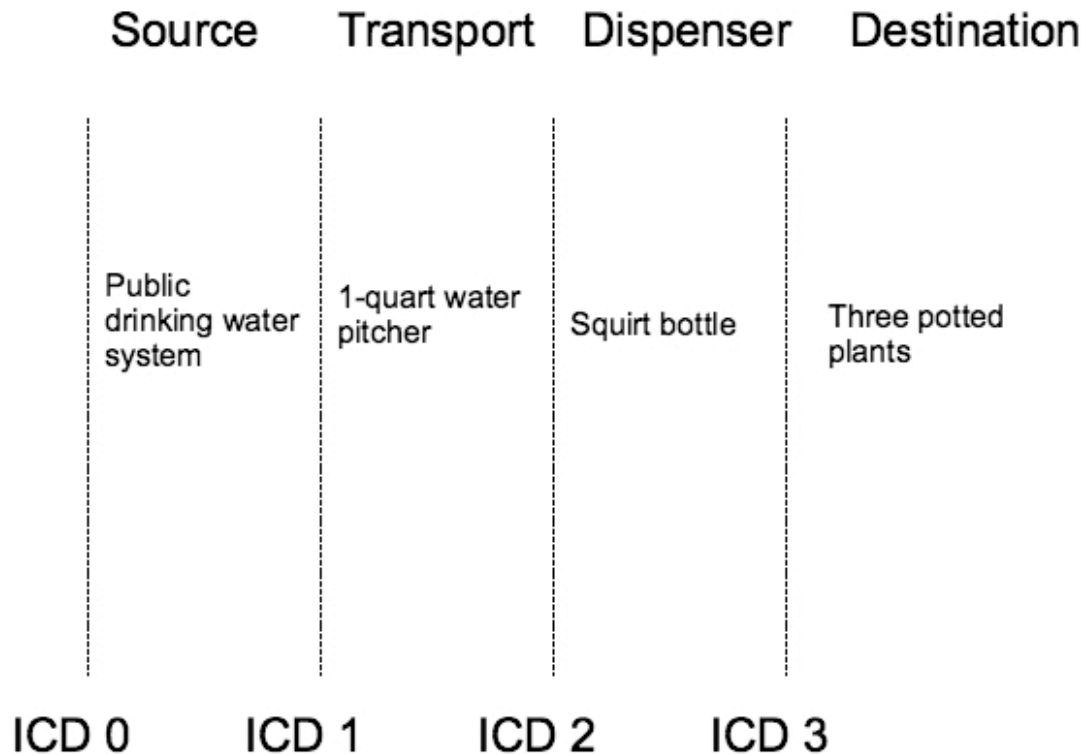 Source Transport Dispenser Destination
Public
drinking water
system
1-quart water
pitcher
Squirt bottle
Three potted
plants
ICD 0 ICD 1 ICD 2 ICD 3